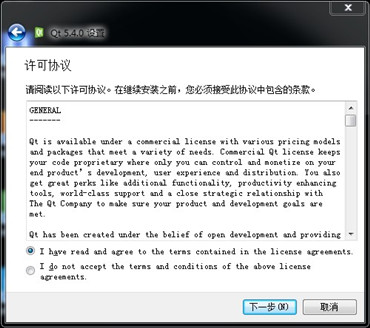 Qt 5.4.0 设置
许可协议
请阅读以下许可协议。在继续安装之前，您必须接受此协议中包含的条款。
GENERAL
-------
Qt is available under a commercial license with various pricing models
and packages that meet a variety of needs. Commercial Qt license keeps
your code proprietary where only you can control and monetize on your
end product's development, user experience and distribution. You also
get great perks like additional functionality, productivity enhancing
tools, world-class support and a close strategic relationship with
The Qt Company to make sure your product and development goals are
met.
Qt has been created under the belief of open development and providing
I have read and agree to the terms contained in the license agreements.
I do not accept the terms and conditions of the above license
agreements.
下一步(N)
取消